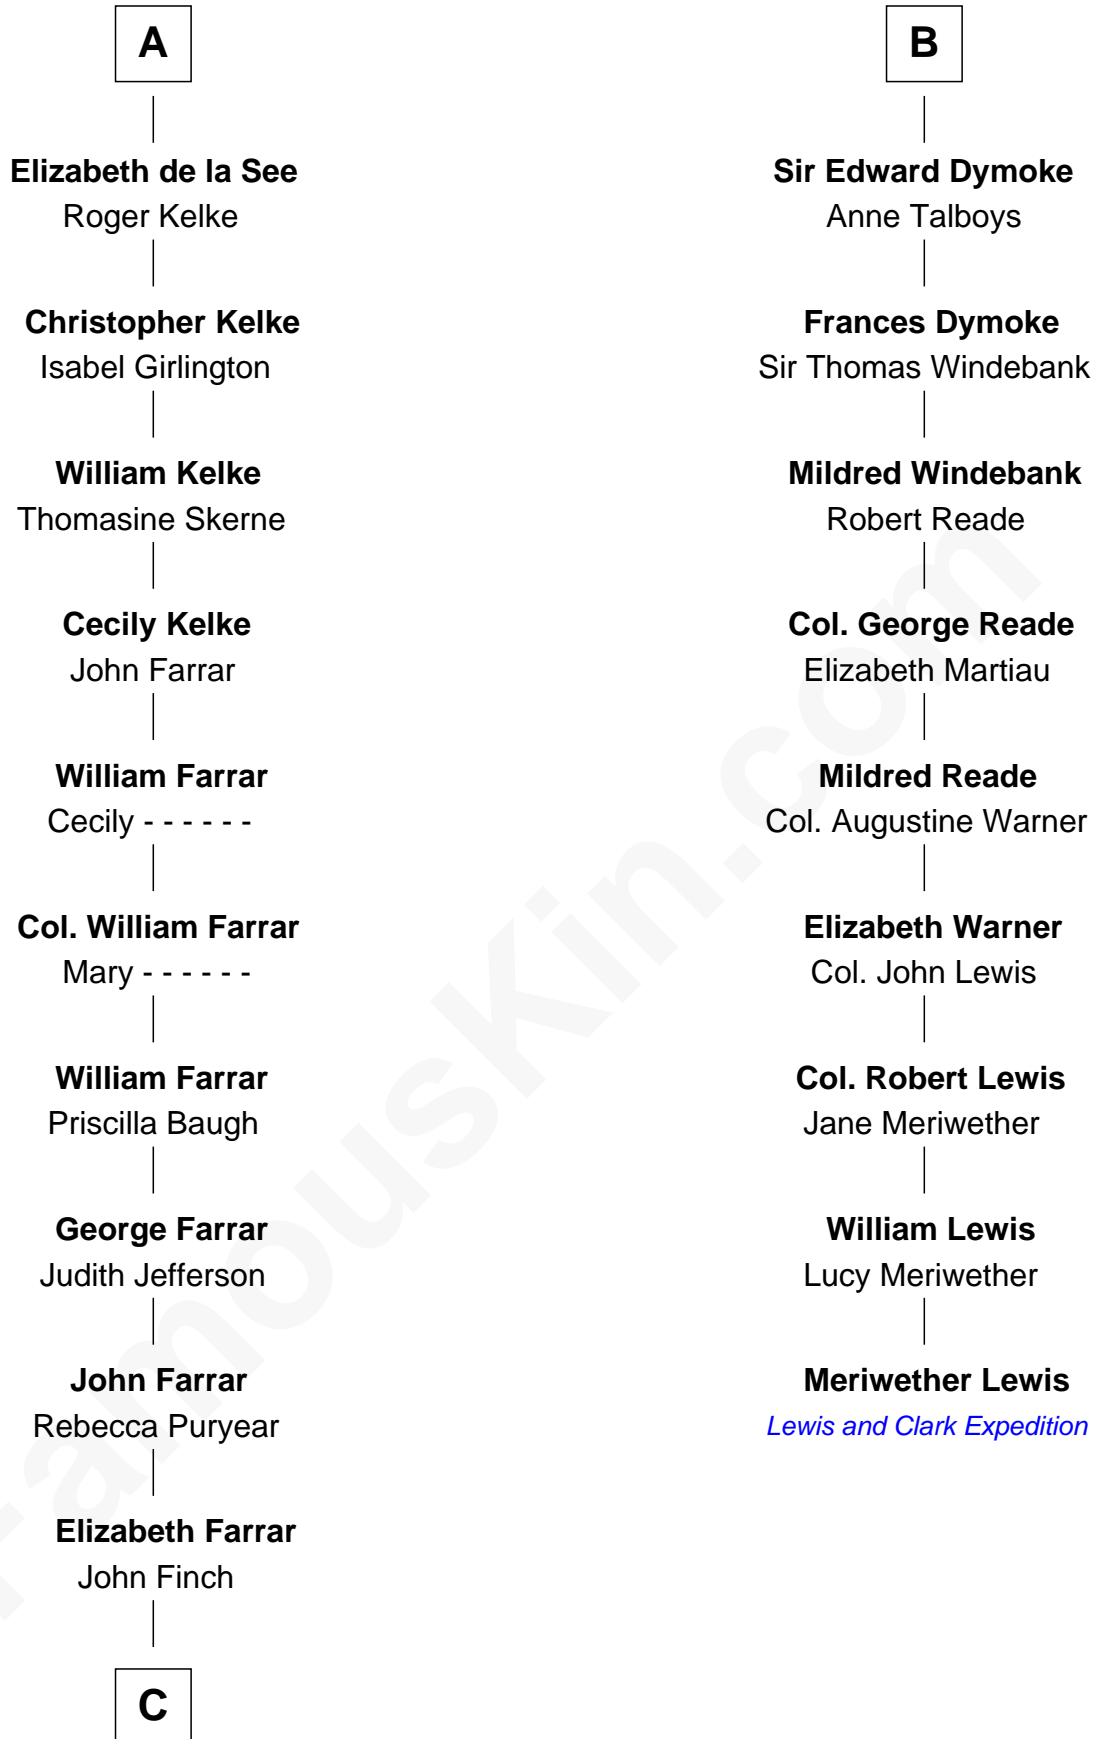 A
Elizabeth de la See
Roger Kelke
Christopher Kelke
Isabel Girlington
William Kelke
Thomasine Skerne
Cecily Kelke
John Farrar
William Farrar
Cecily - - - - - -
Col. William Farrar
Mary - - - - - -
William Farrar
Priscilla Baugh
George Farrar
Judith Jefferson
John Farrar
Rebecca Puryear
Elizabeth Farrar
John Finch
C
B
Sir Edward Dymoke
Anne Talboys
Frances Dymoke
Sir Thomas Windebank
Mildred Windebank
Robert Reade
Col. George Reade
Elizabeth Martiau
Mildred Reade
Col. Augustine Warner
Elizabeth Warner
Col. John Lewis
Col. Robert Lewis
Jane Meriwether
William Lewis
Lucy Meriwether
Meriwether Lewis
Lewis and Clark Expedition
FamousKin.com